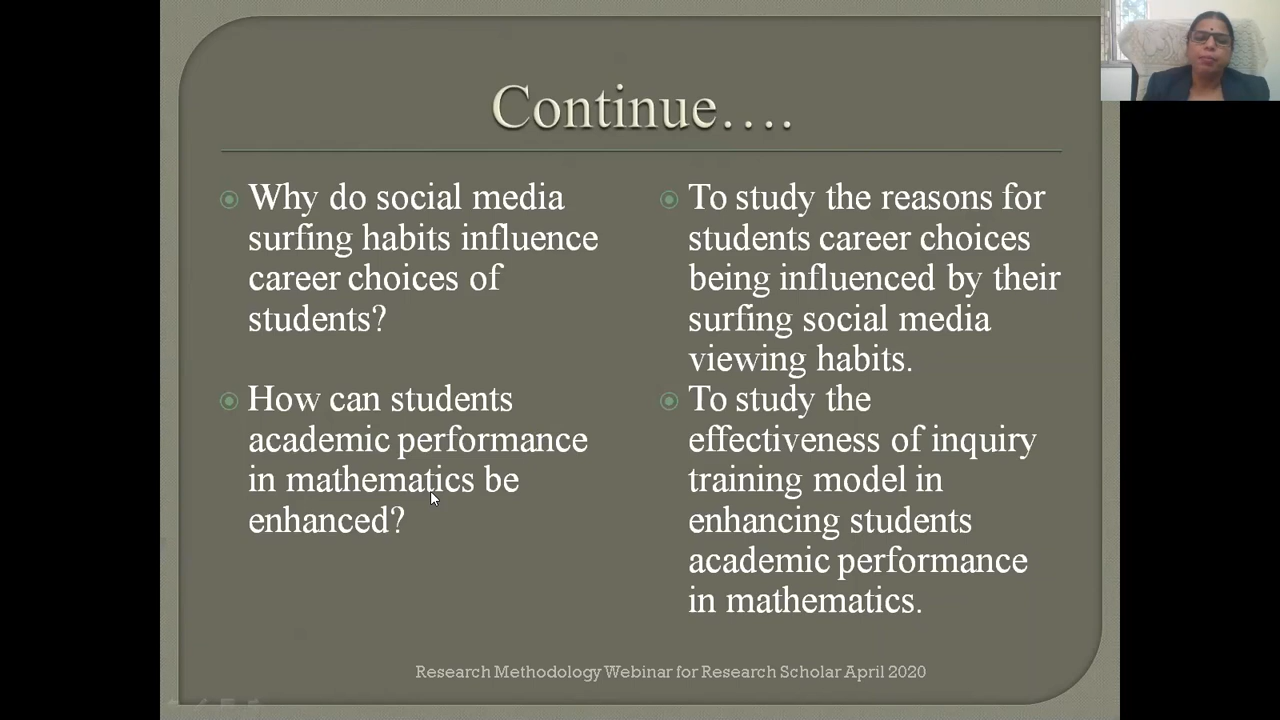 Continue....
Why do social media
surfing habits influence
career choices of
students?
How can students
academic performance
in mathematics be
enhanced?
To study the reasons for
students career choices
being influenced by their
surfing social media
viewing habits.
To study the
effectiveness of inquiry
training model in
enhancing students
academic performance
in mathematics.
Research Methodology Webinar for Research Scholar April 2020